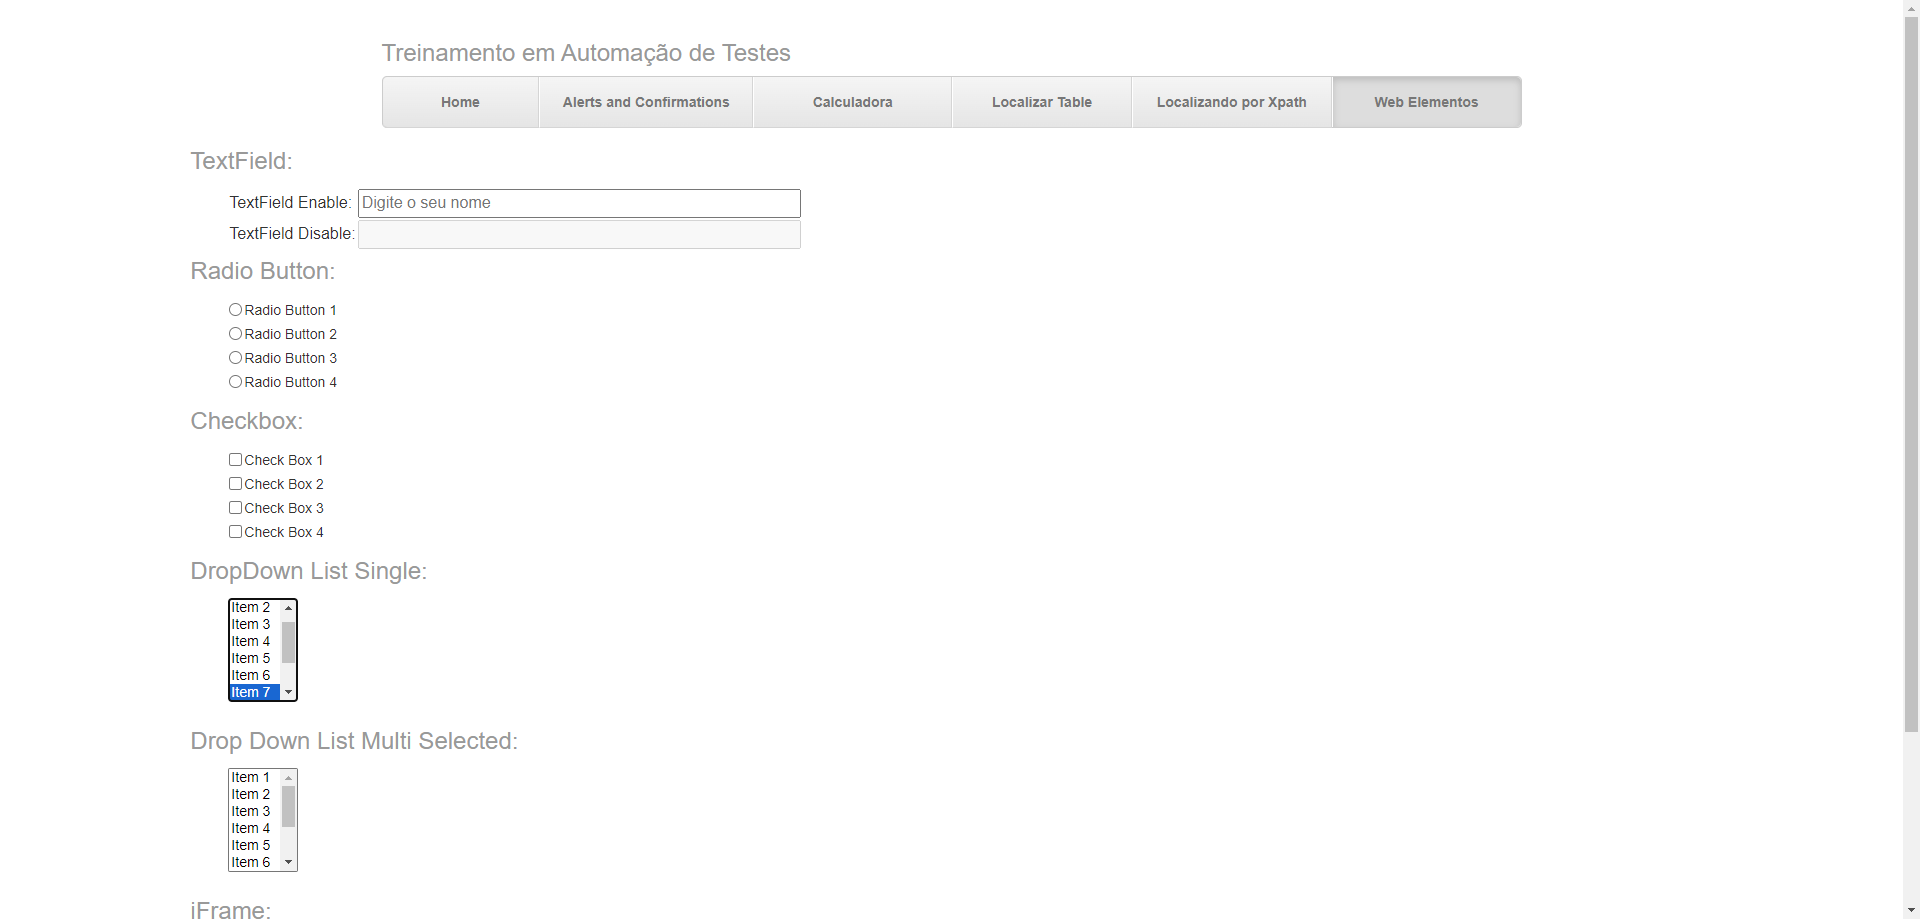 Treinamento em Automação de Testes
Home Alerts and Confirmations Calculadora Localizar Table Localizando por Xpath Web Elementos
TextField:
TextField Enable: Digite o seu nome
TextField Disable:
Radio Button:
Radio Button 1
Radio Button 2
Radio Button 3
Radio Button 4
Checkbox:
Check Box 1
Check Box 2
Check Box 3
Check Box 4
DropDown List Single:
Item 2
Item 3
Item 4
Item 5
Item 6
Item 7
Drop Down List Multi Selected:
Item 1
Item 2
Item 3
Item 4
Item 5
Item 6
iFrame: